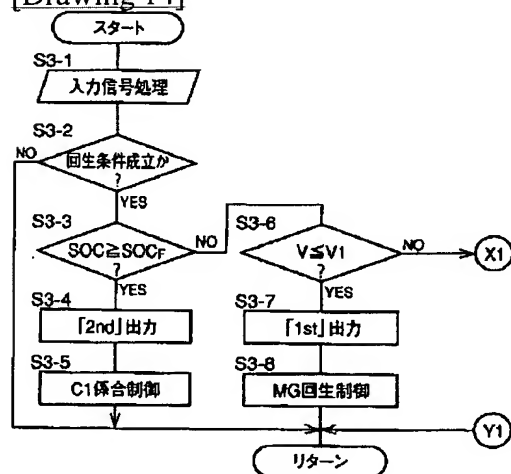 [Drawing 14]
スタート
S3-1
入力信号処理
S3-2
NO
回生条件成立か
?
YES
S3-3
SOC≧SOCF
?
NO
YES
S3-6
V≦V1
?
NO
X1
YES
S3-4
「2nd」出力
S3-7
「1st」出力
S3-5
C1係合制御
S3-8
MG回生制御
Y1
リターン